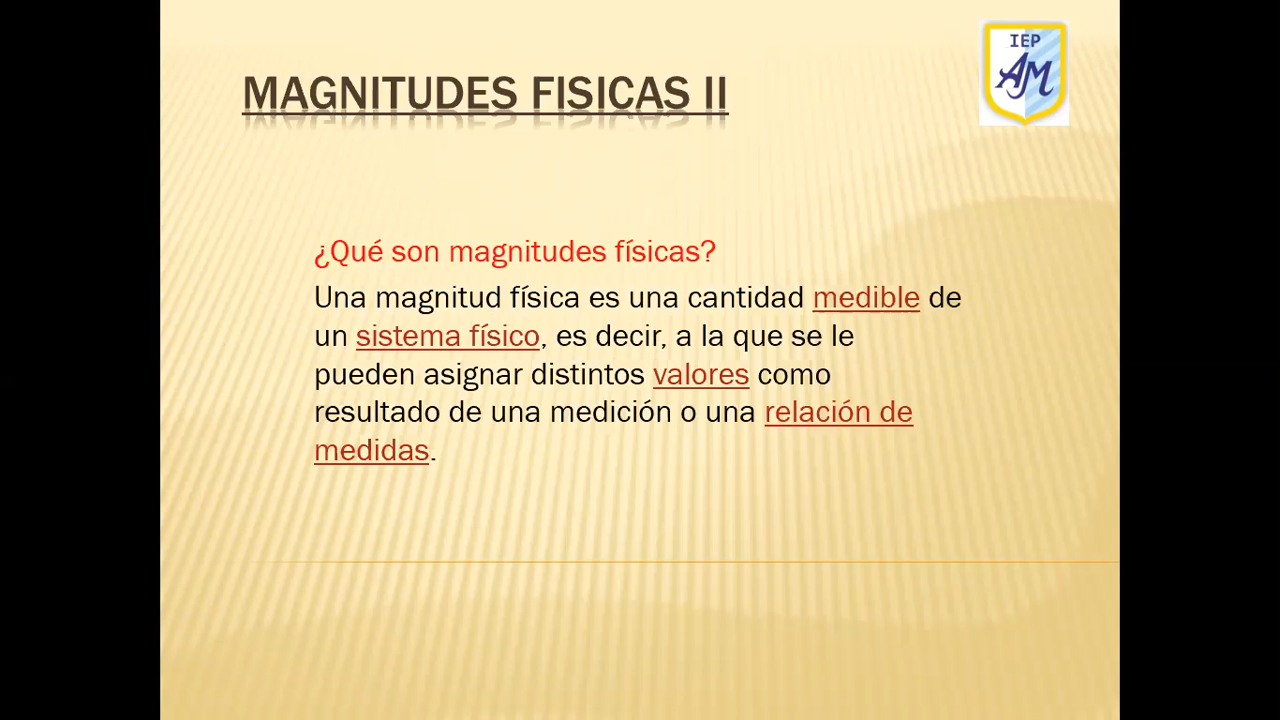 IEP
AM
MAGNITUDES FISICAS II
¿Qué son magnitudes físicas?
Una magnitud física es una cantidad medible de
un sistema físico, es decir, a la que se le
pueden asignar distintos valores como
resultado de una medición o una relación de
medidas.